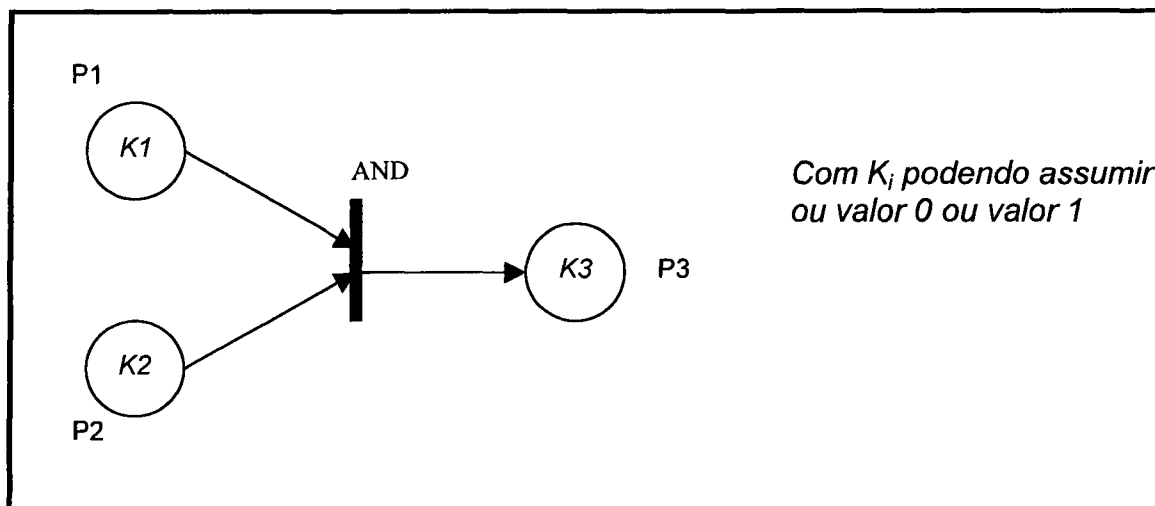 P1
K1
AND
Com Ki podendo assumir
ou valor 0 ou valor 1
K3
P3
K2
P2